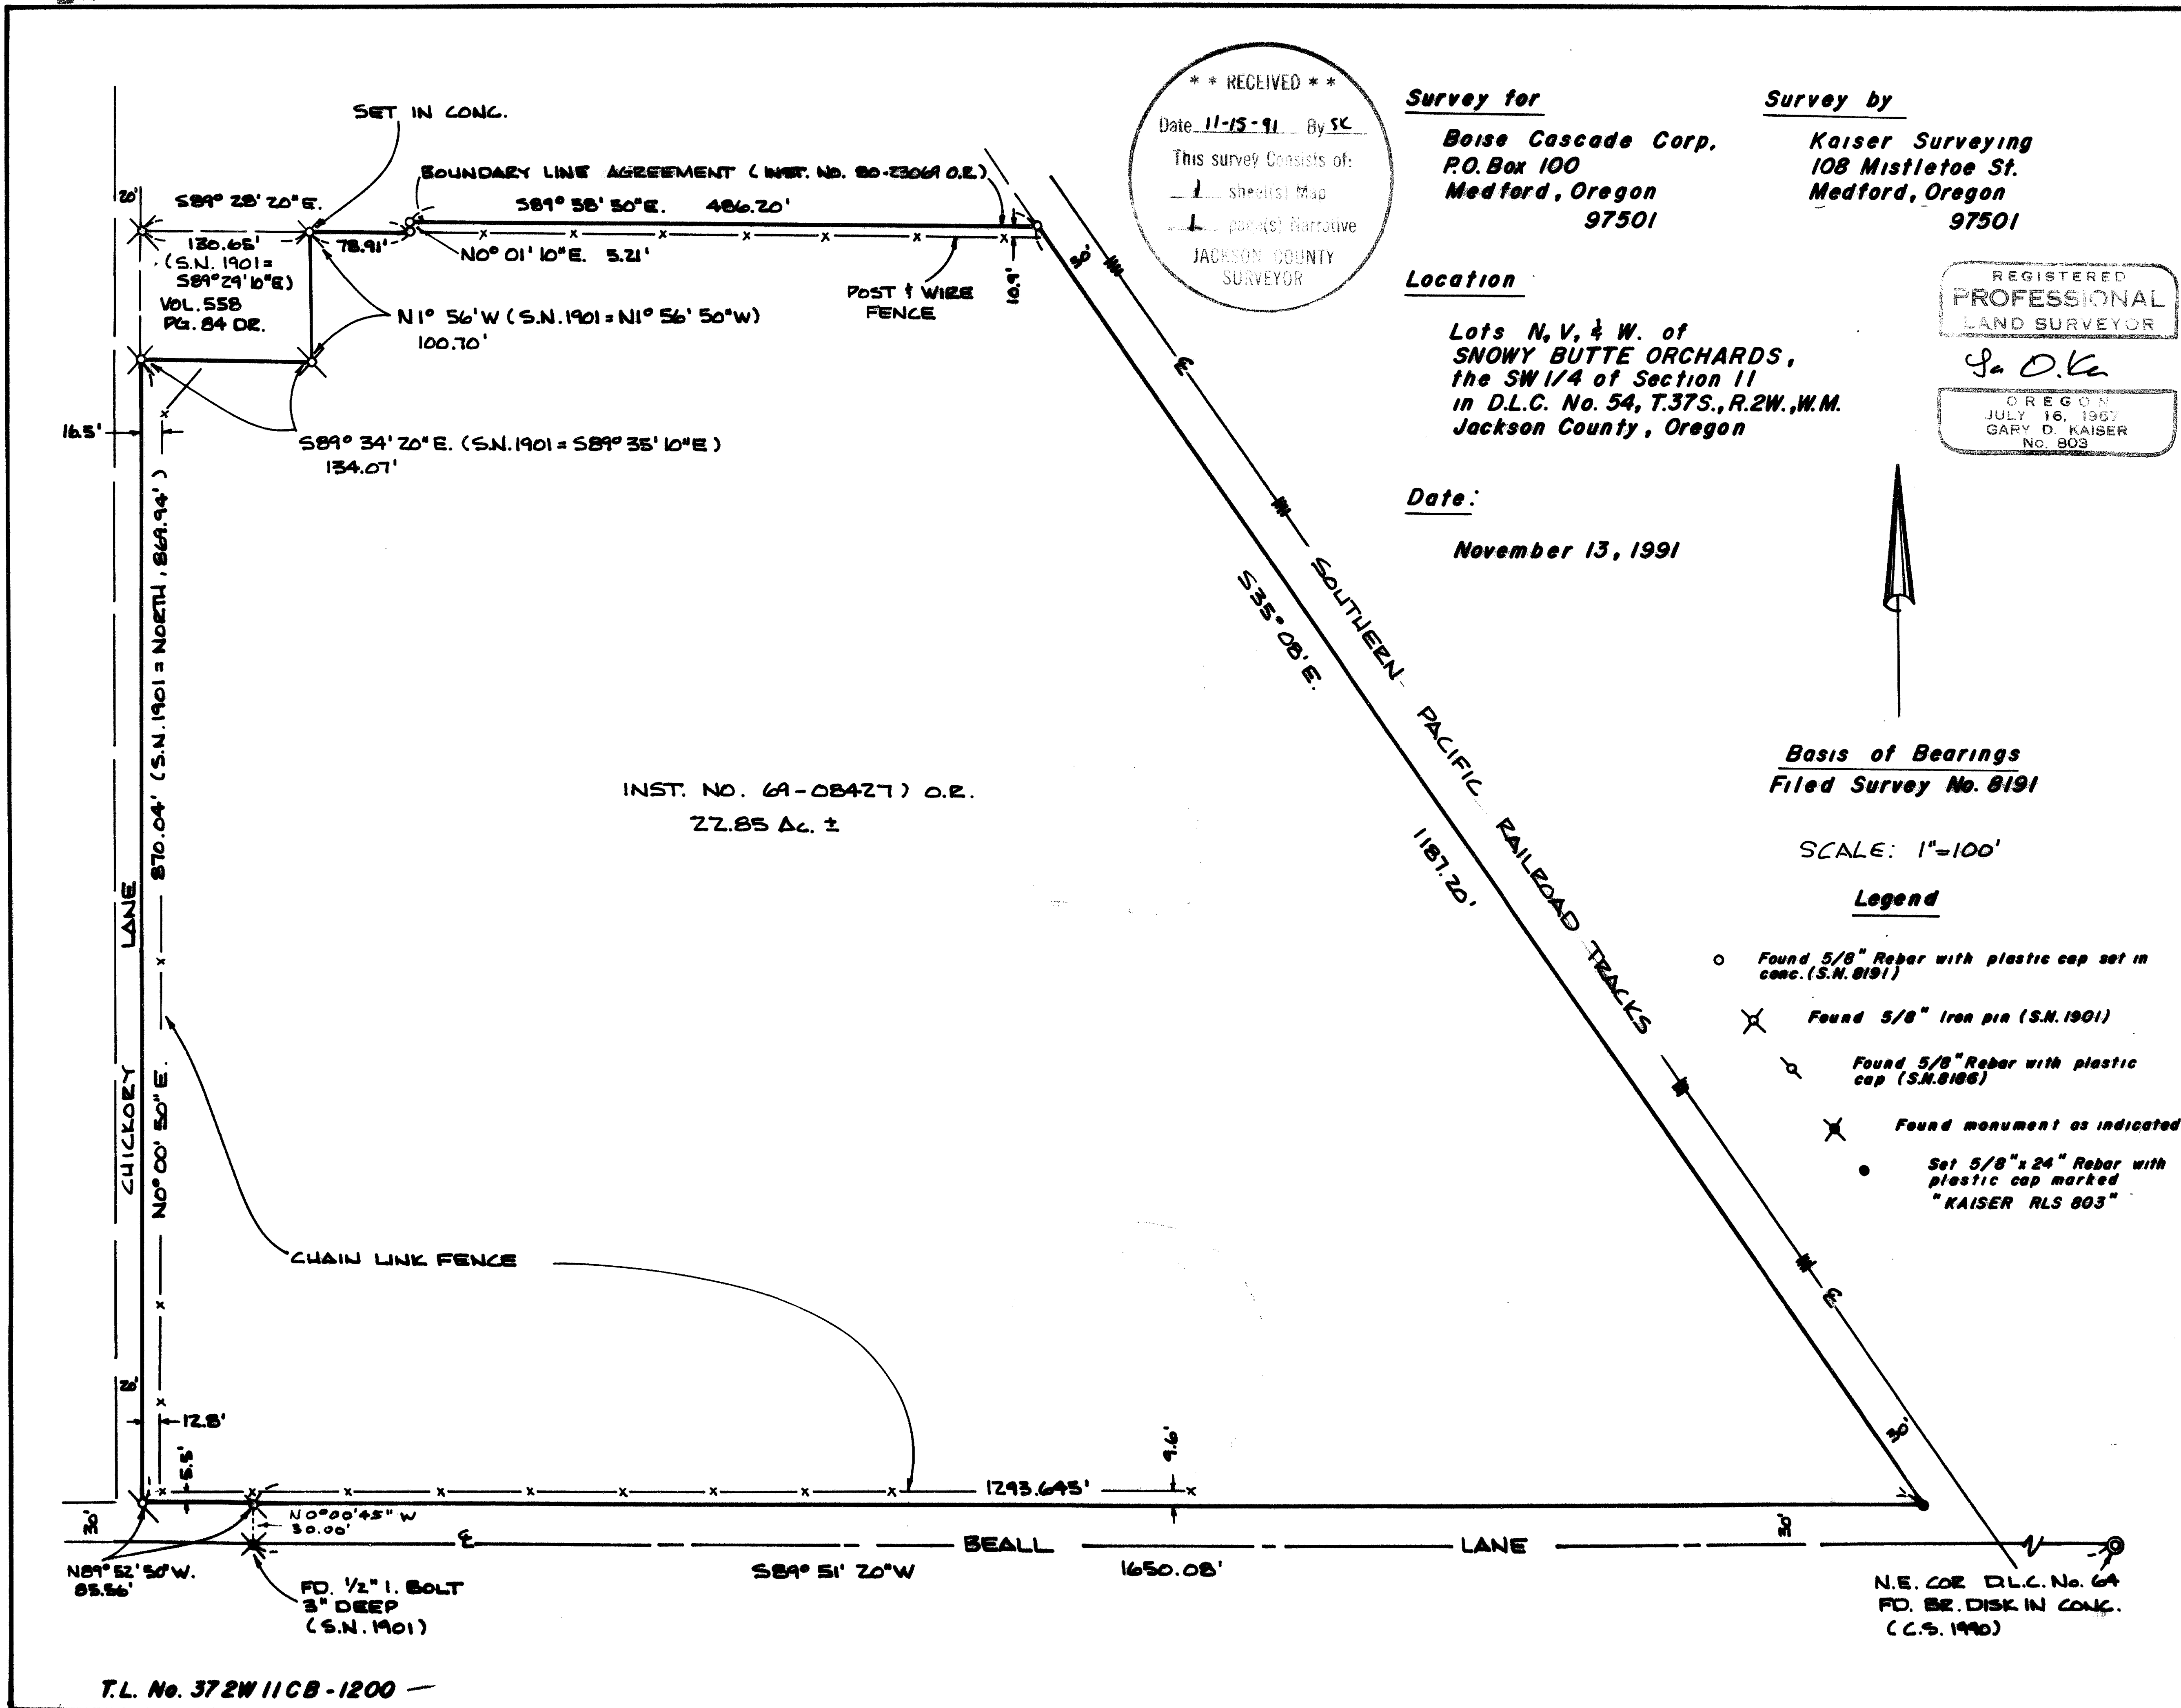 SET IN CONC.
BOUNDARY LINE AGREEMENT (INST. NO. 80-23069 O.R.)
20'
S89° 28' 20" E.
S89° 58' 50" E. 486.20'
130.65'
78.91'
(S.N. 1901 =
S89° 29' 10" E)
VOL. 558
PG. 84 DR.
N0° 01' 10" E. 5.21'
POST & WIRE
FENCE
10.9'
30'
N1° 56' W (S.N. 1901 = N1° 56' 50" W)
100.70'
16.5'
S89° 34' 20" E. (S.N. 1901 = S89° 35' 10" E)
134.07'
* * RECEIVED * *
Date 11-15-91 By SK
This survey Consists of:
1 sheet(s) Map
1 page(s) Narrative
JACKSON COUNTY
SURVEYOR
Survey for
Boise Cascade Corp.
P.O. Box 100
Medford, Oregon
97501
Survey by
Kaiser Surveying
108 Mistletoe St.
Medford, Oregon
97501
Location
Lots N, V, & W. of
SNOWY BUTTE ORCHARDS,
the SW 1/4 of Section 11
in D.L.C. No. 54, T.37S., R.2W., W.M.
Jackson County, Oregon
Date:
November 13, 1991
REGISTERED
PROFESSIONAL
LAND SURVEYOR
OREGON
JULY 16, 1967
GARY D. KAISER
No. 803
Basis of Bearings
Filed Survey No. 8191
SCALE: 1"=100'
Legend
Found 5/8" Rebar with plastic cap set in
conc. (S.N. 8191)
Found 5/8" Iron pin (S.N. 1901)
Found 5/8" Rebar with plastic
cap (S.N. 8186)
Found monument as indicated
Set 5/8" x 24" Rebar with
plastic cap marked
"KAISER RLS 803"
SOUTHERN PACIFIC RAILROAD TRACKS
S35° 08' E.
1187.20'
INST. NO. 69-08427) O.R.
22.85 Ac. ±
CHICKORY LANE
N0° 00' 50" E. 870.04' (S.N. 1901 = NORTH, 869.94')
CHAIN LINK FENCE
20'
12.8'
5.5'
9.6'
1293.645'
30'
30'
N0° 00' 45" W
30.00'
30'
℄
BEALL LANE
N89° 52' 50" W.
85.56'
S89° 51' 20" W 1650.08'
FD. 1/2" I. BOLT
3" DEEP
(S.N. 1901)
N.E. COR D.L.C. No. 64
FD. BR. DISK IN CONC.
(C.S. 1990)
T.L. No. 372W11CB-1200